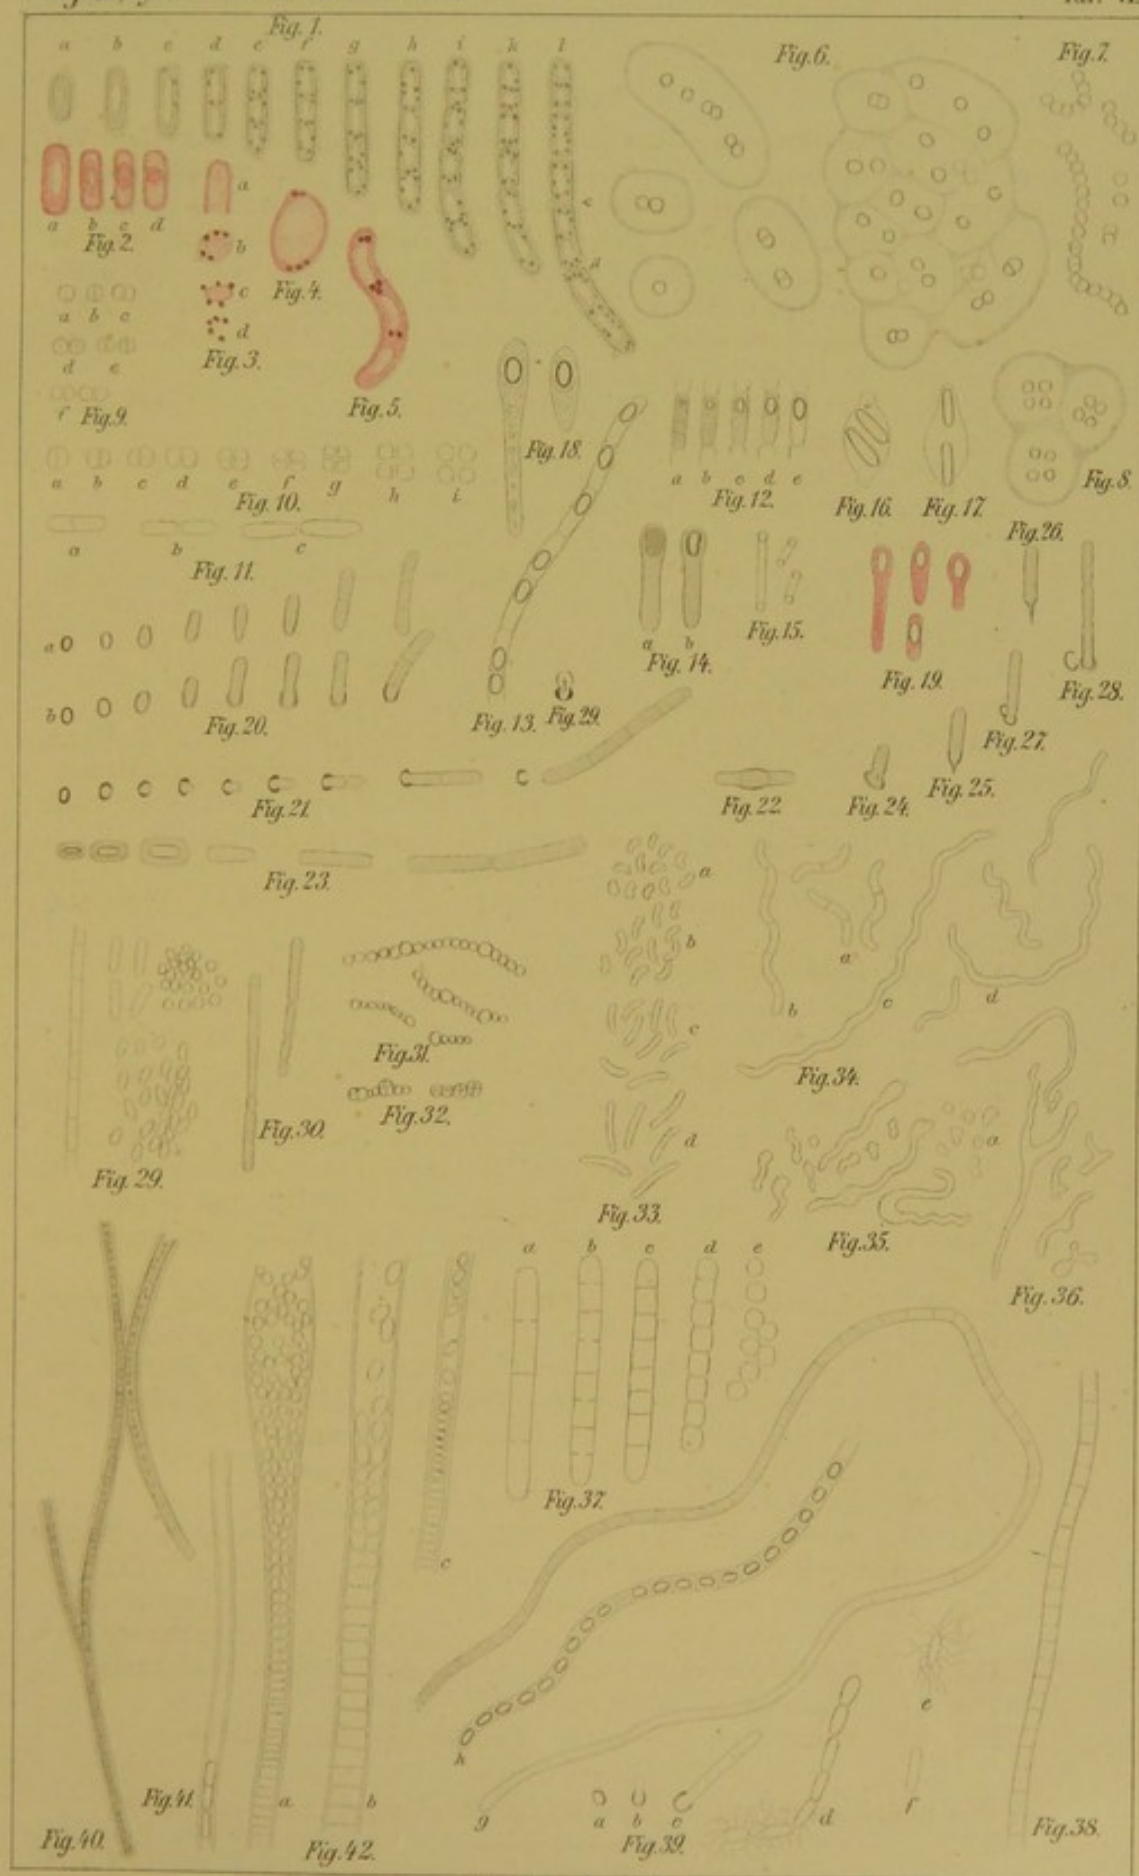 Fig. 1.
a b c d e f g h i k l
Fig. 6.
Fig. 7.
a b c d
Fig. 2.
a
b
c
d
Fig. 3.
Fig. 4.
Fig. 5.
a b c
d e
f Fig. 9.
Fig. 18.
a b c d e
Fig. 12.
Fig. 16.
Fig. 17.
Fig. 8.
a b c d e f g h i
Fig. 10.
a b c
Fig. 11.
Fig. 26.
a b
Fig. 14.
Fig. 15.
Fig. 19.
Fig. 28.
a
b
Fig. 20.
Fig. 13.
Fig. 29.
Fig. 27.
Fig. 21.
Fig. 22.
Fig. 24.
Fig. 25.
Fig. 23.
a
b
c
d
Fig. 33.
a
b
c
d
Fig. 34.
Fig. 29.
Fig. 30.
Fig. 31.
Fig. 32.
a
Fig. 35.
Fig. 36.
a b c d e
Fig. 37.
Fig. 40.
Fig. 41.
a b c
Fig. 42.
h
g
a b c
d
e
f
Fig. 39.
Fig. 38.